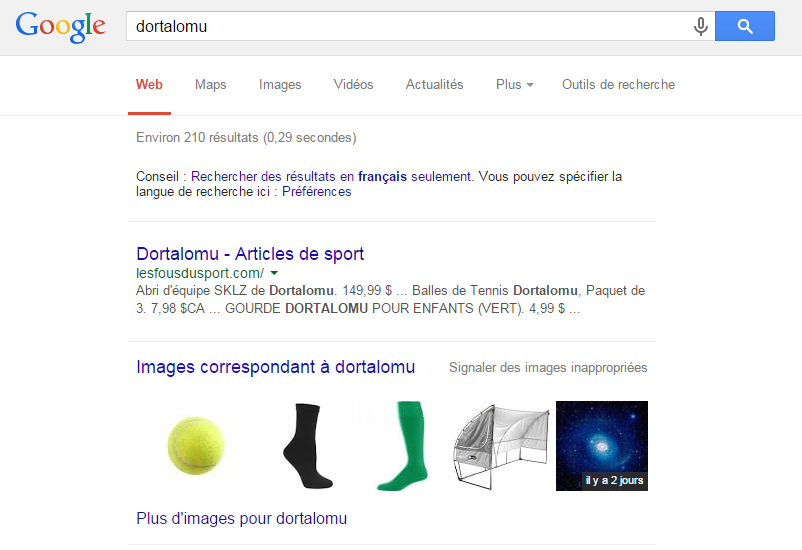 Google
dortalomu
Web Maps Images Vidéos Actualités Plus Outils de recherche
Environ 210 résultats (0,29 secondes)
Conseil : Rechercher des résultats en français seulement. Vous pouvez spécifier la
langue de recherche ici : Préférences
Dortalomu - Articles de sport
lesfousdusport.com/
Abri d'équipe SKLZ de Dortalomu. 149,99 $ ... Balles de Tennis Dortalomu, Paquet de
3. 7,98 $CA ... GOURDE DORTALOMU POUR ENFANTS (VERT). 4,99 $ ...
Images correspondant à dortalomu Signaler des images inappropriées
il y a 2 jours
Plus d'images pour dortalomu